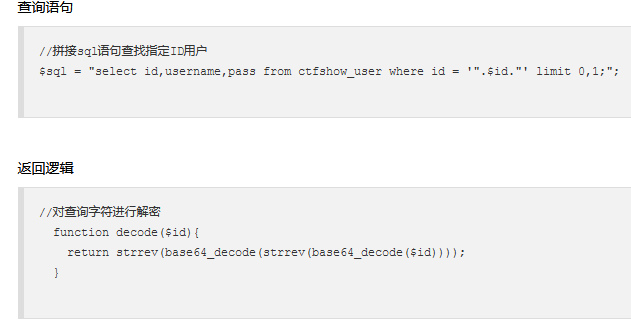 查询语句
//拼接sql语句查找指定ID用户
$sql = "select id,username,pass from ctfshow_user where id = '".$id."' limit 0,1;";
返回逻辑
//对查询字符进行解密
function decode($id){
return strrev(base64_decode(strrev(base64_decode($id))));
}